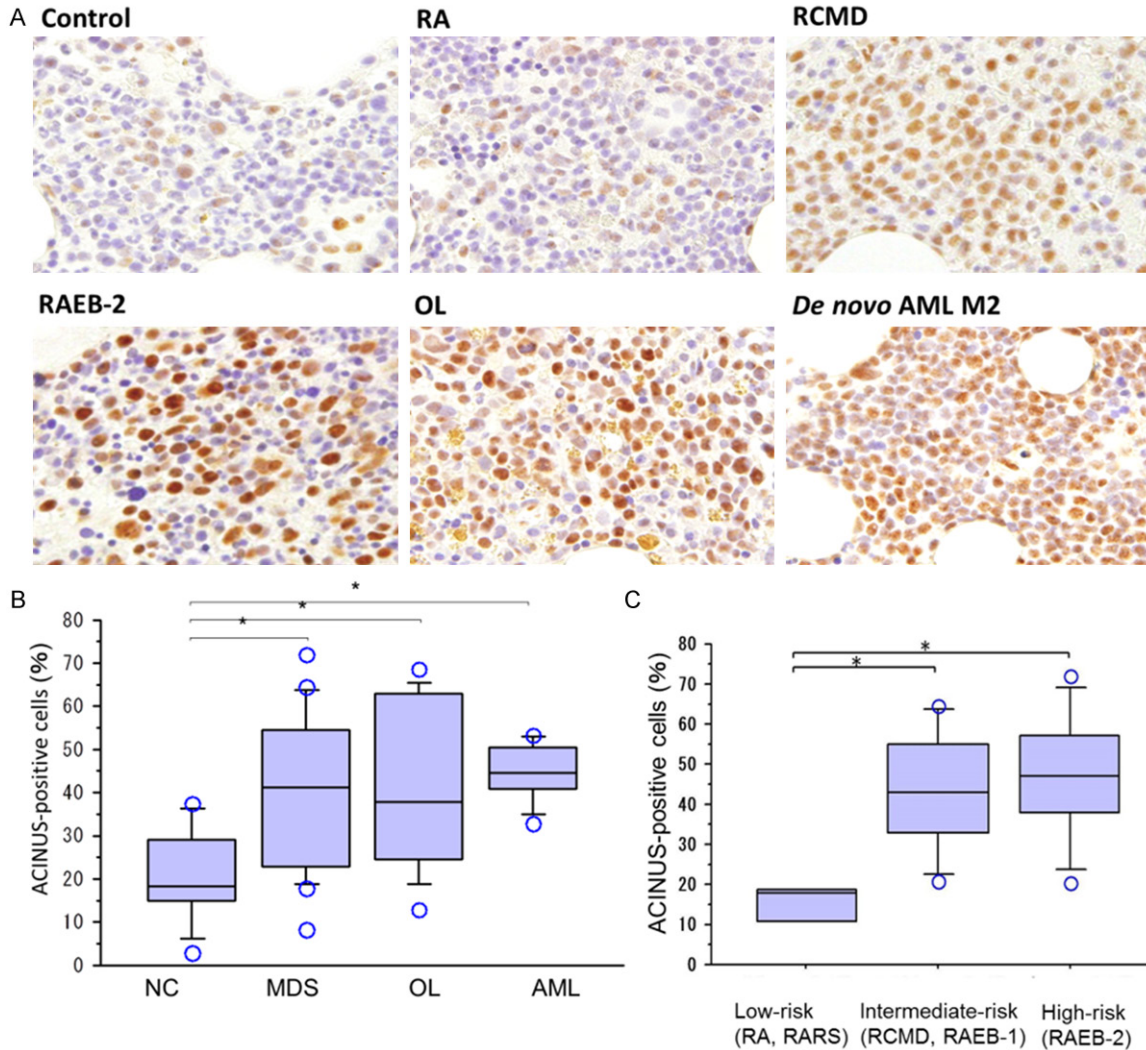 A
Control
RA
RCMD
RAEB-2
OL
De novo AML M2
B
*
*
*
ACINUS-positive cells (%)
80
70
60
50
40
30
20
10
0
NC
MDS
OL
AML
C
*
*
ACINUS-positive cells (%)
80
70
60
50
40
30
20
10
0
Low-risk
(RA, RARS)
Intermediate-risk
(RCMD, RAEB-1)
High-risk
(RAEB-2)